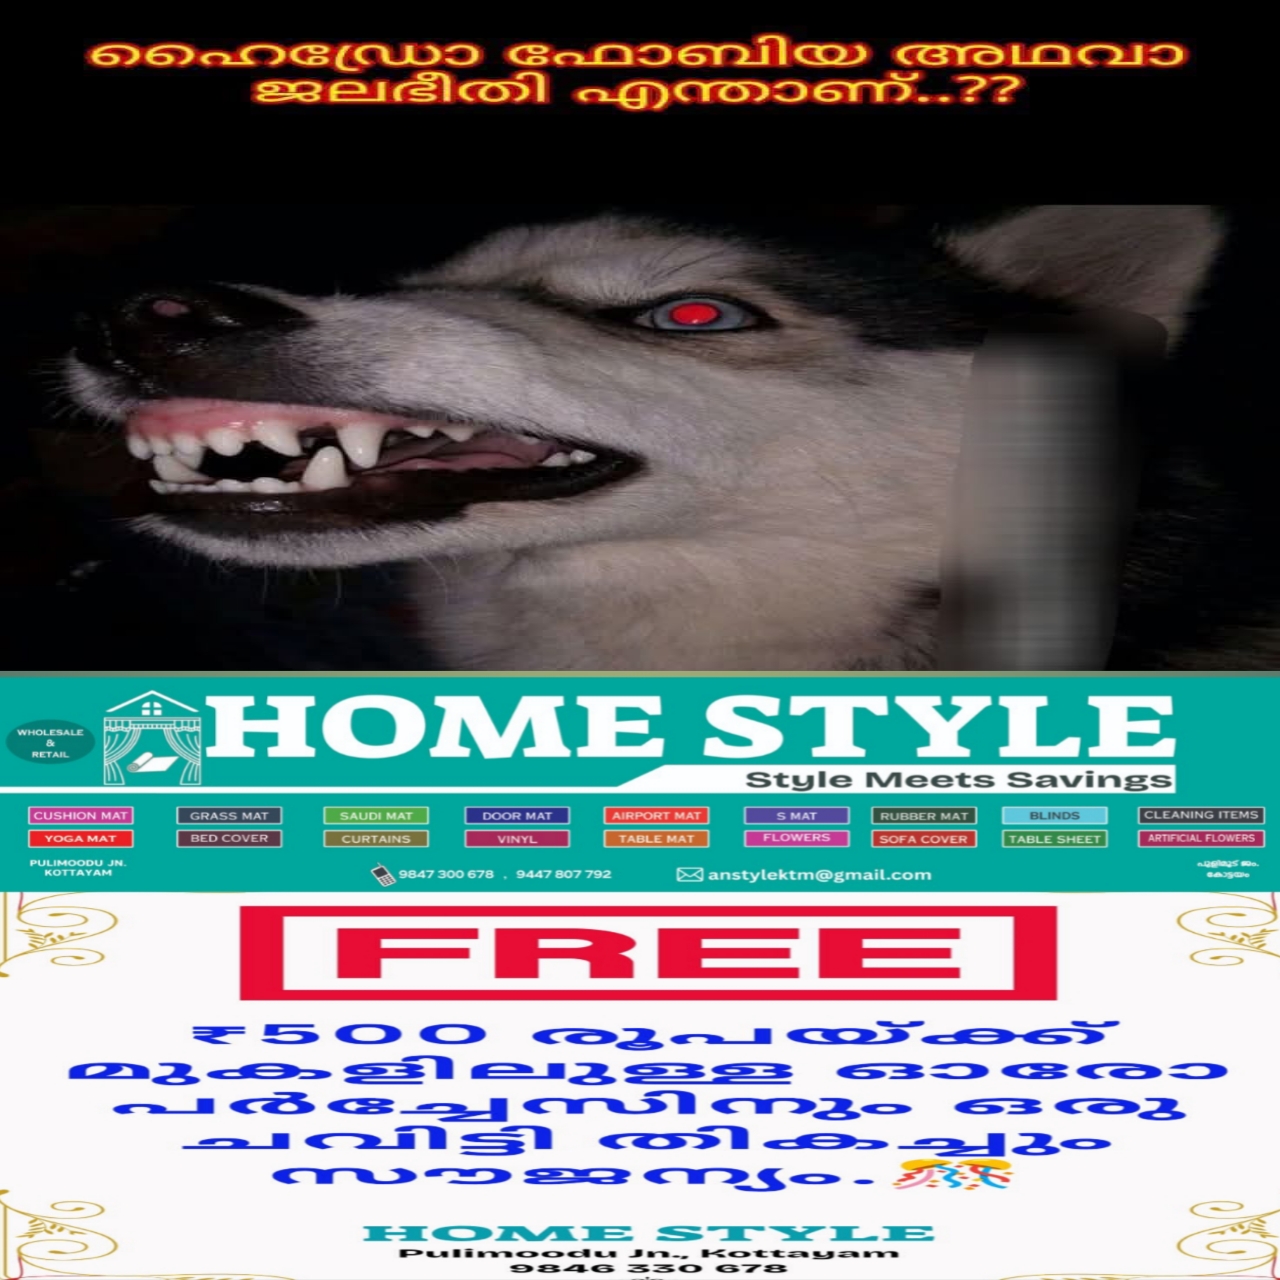 ഹൈഡ്രോ ഫോബിയ അഥവാ
ജലഭീതി എന്താണ്..??
HOME STYLE
WHOLESALE
&
RETAIL
Style Meets Savings
CUSHION MAT GRASS MAT SAUDI MAT DOOR MAT AIRPORT MAT S MAT RUBBER MAT BLINDS CLEANING ITEMS
YOGA MAT BED COVER CURTAINS VINYL TABLE MAT FLOWERS SOFA COVER TABLE SHEET ARTIFICIAL FLOWERS
PULIMOODU JN.
KOTTAYAM
9847 300 678 , 9447 807 792
anstylektm@gmail.com
പുളിമൂട് ജം.
കോട്ടയം
FREE
₹500 രൂപയ്ക്ക്
മുകളിലുള്ള ഓരോ
പർച്ചേസിനും ഒരു
ചവിട്ടി തികച്ചും
സൗജന്യം.
HOME STYLE
Pulimoodu Jn., Kottayam
9846 330 678